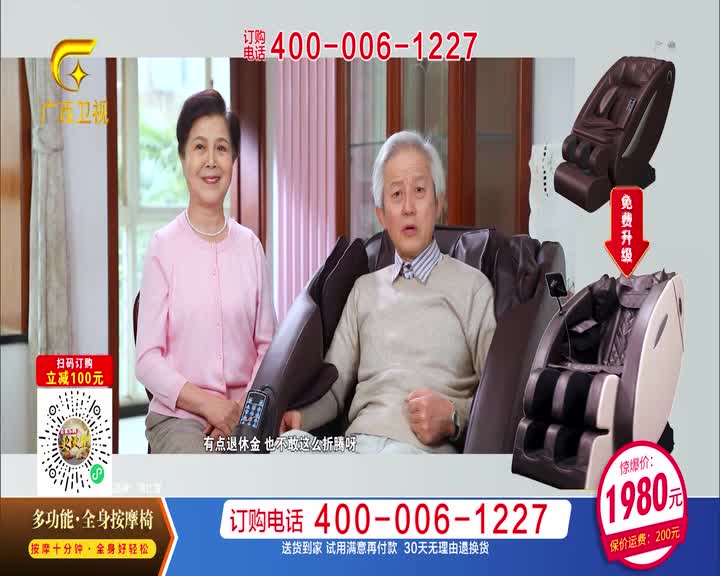 订购
电话 400-006-1227
广西卫视
免费升级
扫码订购
立减100元
有点退休金 也不敢这么折腾呀
惊爆价：
1980元
保价运费：200元
多功能·全身按摩椅
按摩十分钟·全身好轻松
订购电话 400-006-1227
送货到家 试用满意再付款 30天无理由退换货